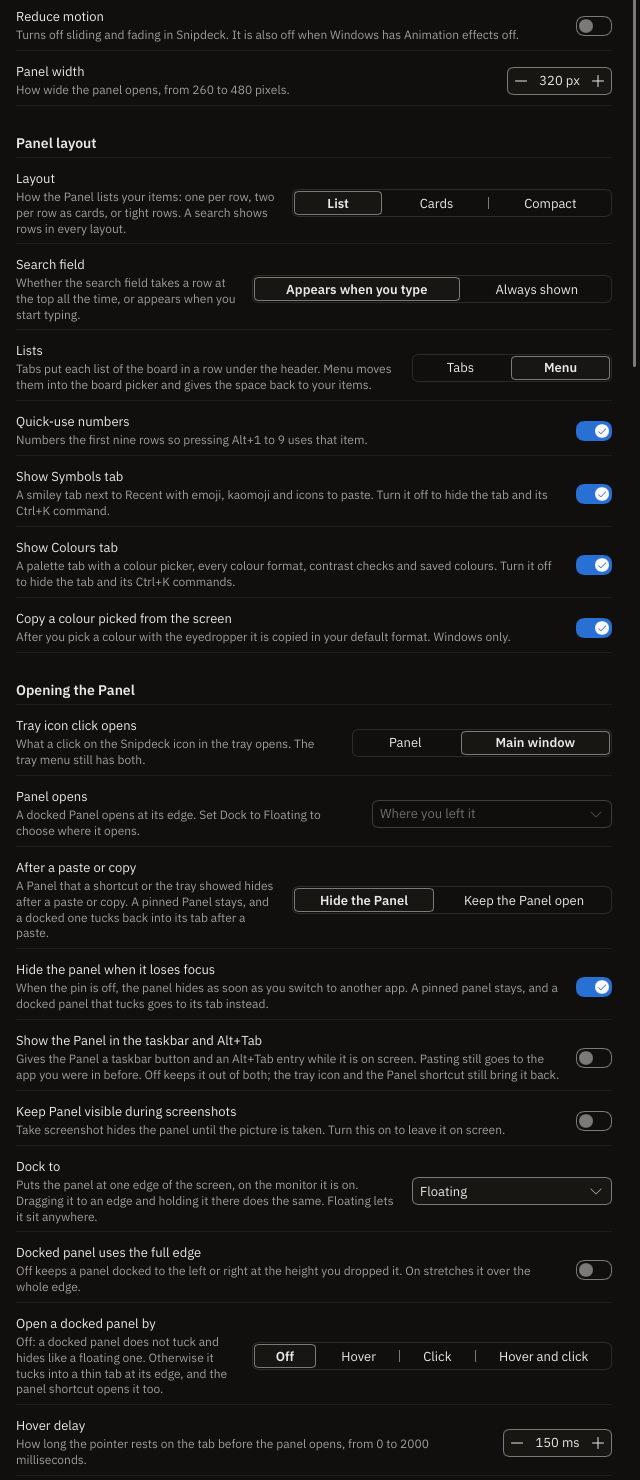 Reduce motion
Turns off sliding and fading in Snipdeck. It is also off when Windows has Animation effects off.
Panel width
How wide the panel opens, from 260 to 480 pixels.
320 px
Panel layout
Layout
How the Panel lists your items: one per row, two
per row as cards, or tight rows. A search shows
rows in every layout.
List Cards Compact
Search field
Whether the search field takes a row at
the top all the time, or appears when you
start typing.
Appears when you type Always shown
Lists
Tabs put each list of the board in a row under the header. Menu moves
them into the board picker and gives the space back to your items.
Tabs Menu
Quick-use numbers
Numbers the first nine rows so pressing Alt+1 to 9 uses that item.
Show Symbols tab
A smiley tab next to Recent with emoji, kaomoji and icons to paste. Turn it off to hide the tab and its
Ctrl+K command.
Show Colours tab
A palette tab with a colour picker, every colour format, contrast checks and saved colours. Turn it off
to hide the tab and its Ctrl+K commands.
Copy a colour picked from the screen
After you pick a colour with the eyedropper it is copied in your default format. Windows only.
Opening the Panel
Tray icon click opens
What a click on the Snipdeck icon in the tray opens. The
tray menu still has both.
Panel Main window
Panel opens
A docked Panel opens at its edge. Set Dock to Floating to
choose where it opens.
Where you left it
After a paste or copy
A Panel that a shortcut or the tray showed hides
after a paste or copy. A pinned Panel stays, and
a docked one tucks back into its tab after a
paste.
Hide the Panel Keep the Panel open
Hide the panel when it loses focus
When the pin is off, the panel hides as soon as you switch to another app. A pinned panel stays, and a
docked panel that tucks goes to its tab instead.
Show the Panel in the taskbar and Alt+Tab
Gives the Panel a taskbar button and an Alt+Tab entry while it is on screen. Pasting still goes to the
app you were in before. Off keeps it out of both; the tray icon and the Panel shortcut still bring it back.
Keep Panel visible during screenshots
Take screenshot hides the panel until the picture is taken. Turn this on to leave it on screen.
Dock to
Puts the panel at one edge of the screen, on the monitor it is on.
Dragging it to an edge and holding it there does the same. Floating lets
it sit anywhere.
Floating
Docked panel uses the full edge
Off keeps a panel docked to the left or right at the height you dropped it. On stretches it over the
whole edge.
Open a docked panel by
Off: a docked panel does not tuck and
hides like a floating one. Otherwise it
tucks into a thin tab at its edge, and the
panel shortcut opens it too.
Off Hover Click Hover and click
Hover delay
How long the pointer rests on the tab before the panel opens, from 0 to 2000
milliseconds.
150 ms